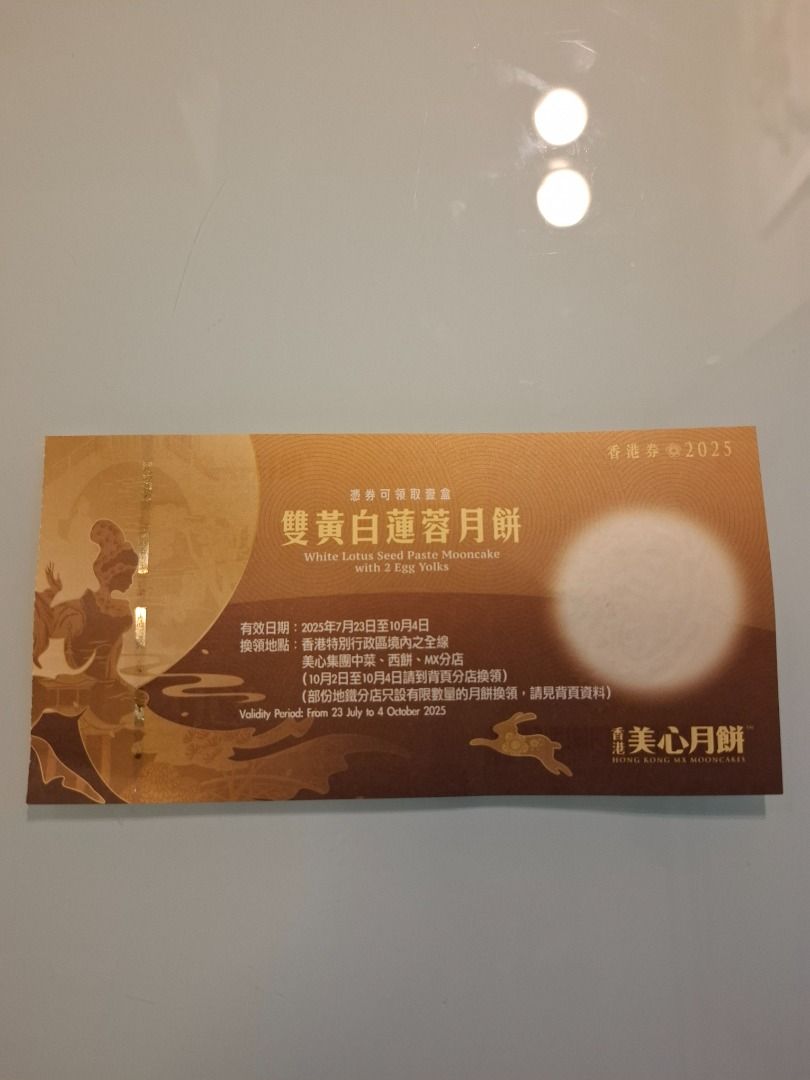 香港券 2025
憑券可領取壹盒
雙黃白蓮蓉月餅
White Lotus Seed Paste Mooncake
with 2 Egg Yolks
有效日期：2025年7月23日至10月4日
換領地點：香港特別行政區境內之全線
美心集團中菜、西餅、MX分店
(10月2日至10月4日請到背頁分店換領)
(部份地鐵分店只設有限數量的月餅換領，請見背頁資料)
Validity Period: From 23 July to 4 October 2025
香港美心月餅™
HONG KONG MX MOONCAKES